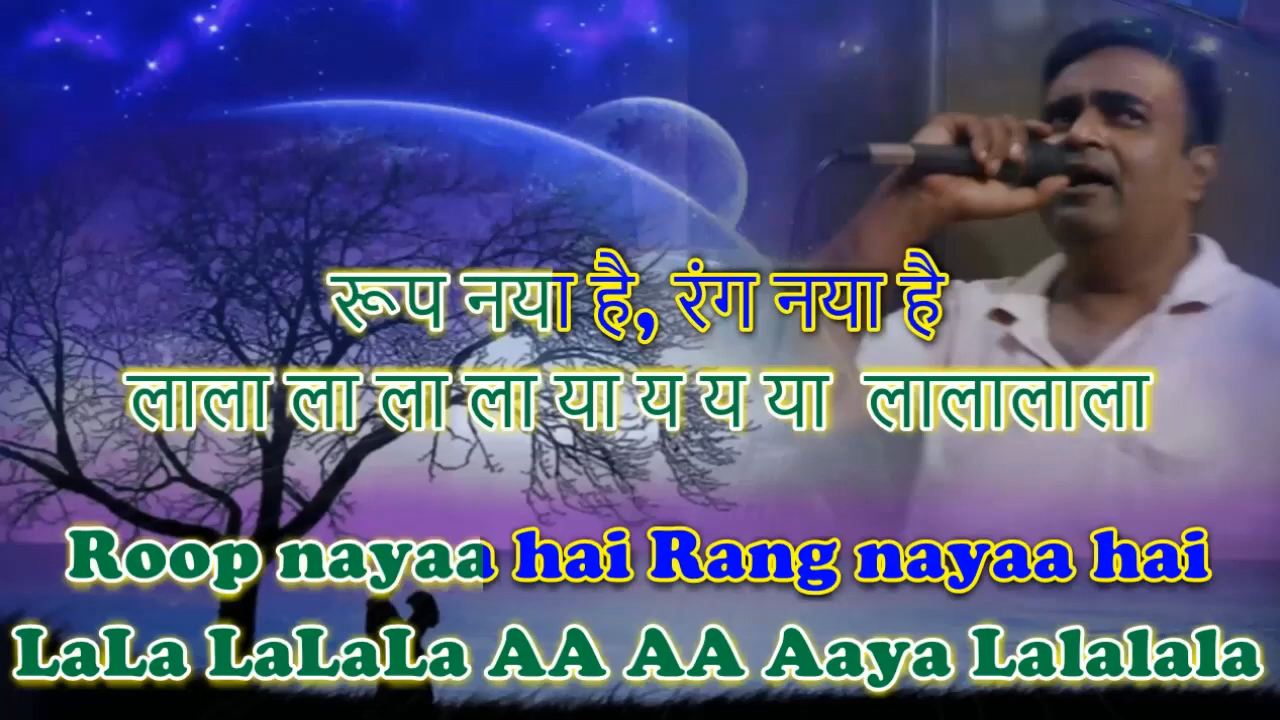 रूप नया है, रंग नया है
लाला ला ला ला या य य या लालालाला
Roop nayaa hai Rang nayaa hai
LaLa LaLaLa AA AA Aaya Lalalala